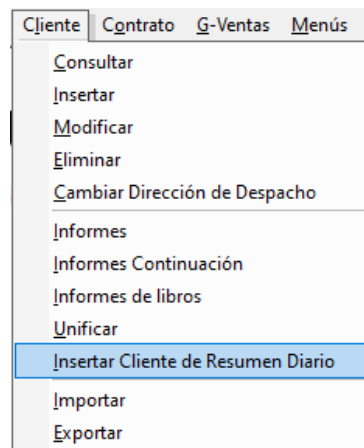 Cliente Contrato G-Ventas Menús
Consultar
Insertar
Modificar
Eliminar
Cambiar Dirección de Despacho
Informes
Informes Continuación
Informes de libros
Unificar
Insertar Cliente de Resumen Diario
Importar
Exportar